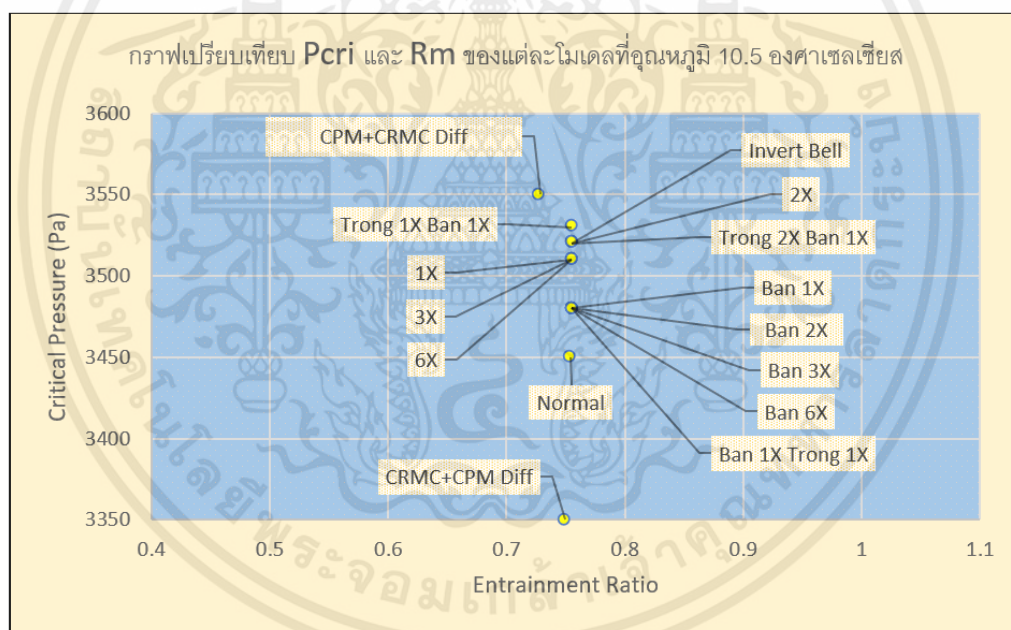 กราฟเปรียบเทียบ Pcri และ Rm ของแต่ละโมเดลที่อุณหภูมิ 10.5 องศาเซลเซียส
Critical Pressure (Pa)
3600
3550
3500
3450
3400
3350
CPM+CRMC Diff
Invert Bell
2X
Trong 1X Ban 1X
Trong 2X Ban 1X
1X
Ban 1X
3X
Ban 2X
6X
Ban 3X
Normal
Ban 6X
Ban 1X Trong 1X
CRMC+CPM Diff
0.4 0.5 0.6 0.7 0.8 0.9 1 1.1
Entrainment Ratio